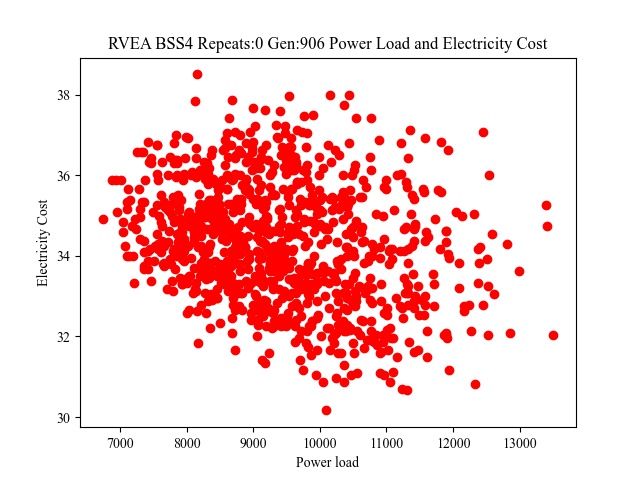 RVEA BSS4 Repeats:0 Gen:906 Power Load and Electricity Cost
38
36
34
32
30
Electricity Cost
7000 8000 9000 10000 11000 12000 13000
Power load